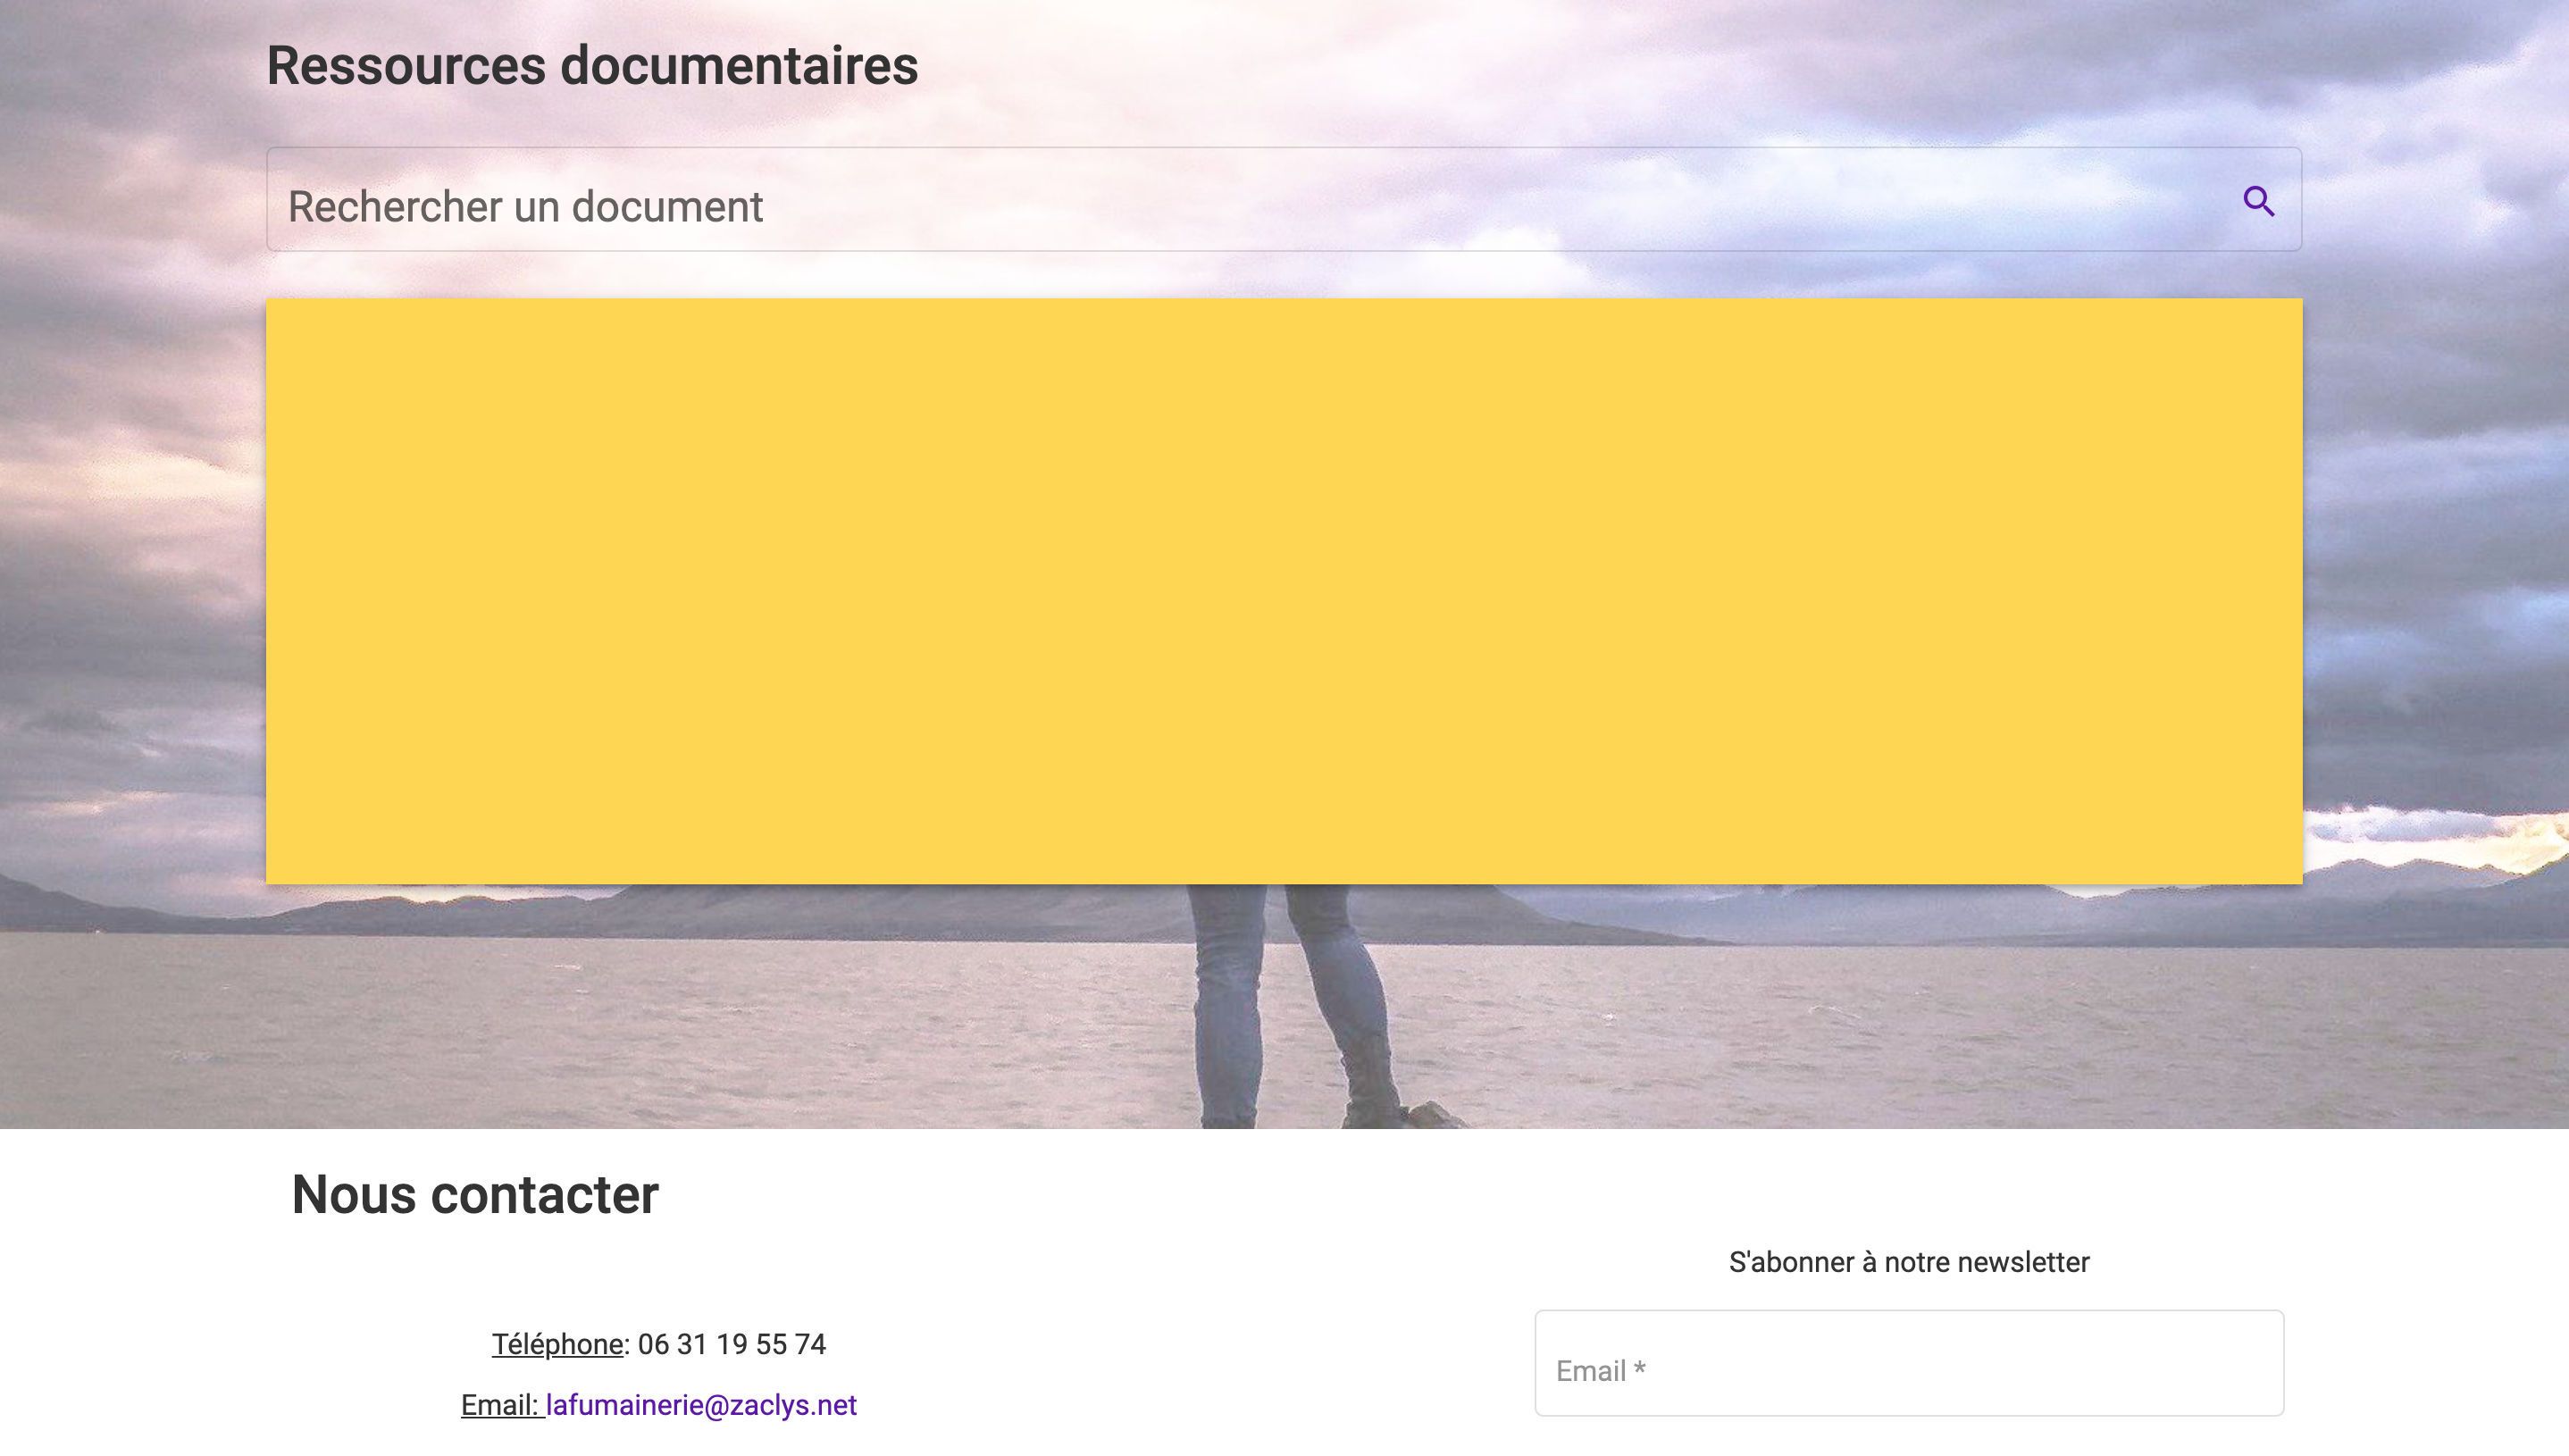 Ressources documentaires
Rechercher un document
Nous contacter
S'abonner à notre newsletter
Téléphone: 06 31 19 55 74
Email *
Email: lafumainerie@zaclys.net